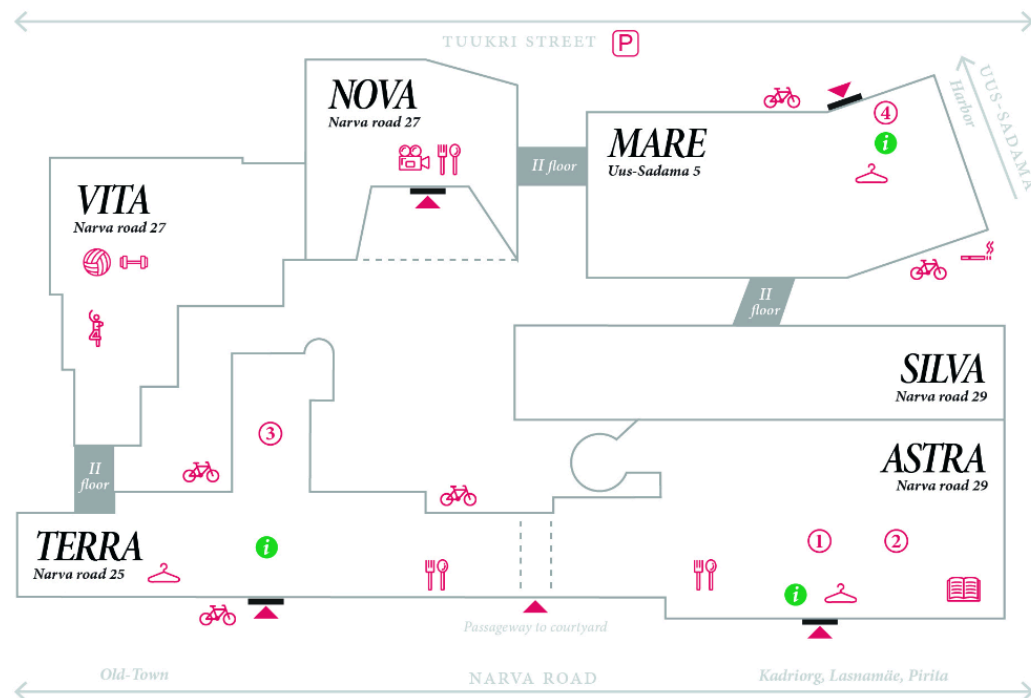 TUUKRI STREET P
UUS-SADAMA
Harbor
NOVA
Narva road 27
MARE
Uus-Sadama 5
4
i
II floor
VITA
Narva road 27
II
floor
SILVA
Narva road 29
3
ASTRA
Narva road 29
II
floor
TERRA
Narva road 25
i
1
2
i
Passageway to courtyard
Old-Town
NARVA ROAD
Kadriorg, Lasnamäe, Pirita